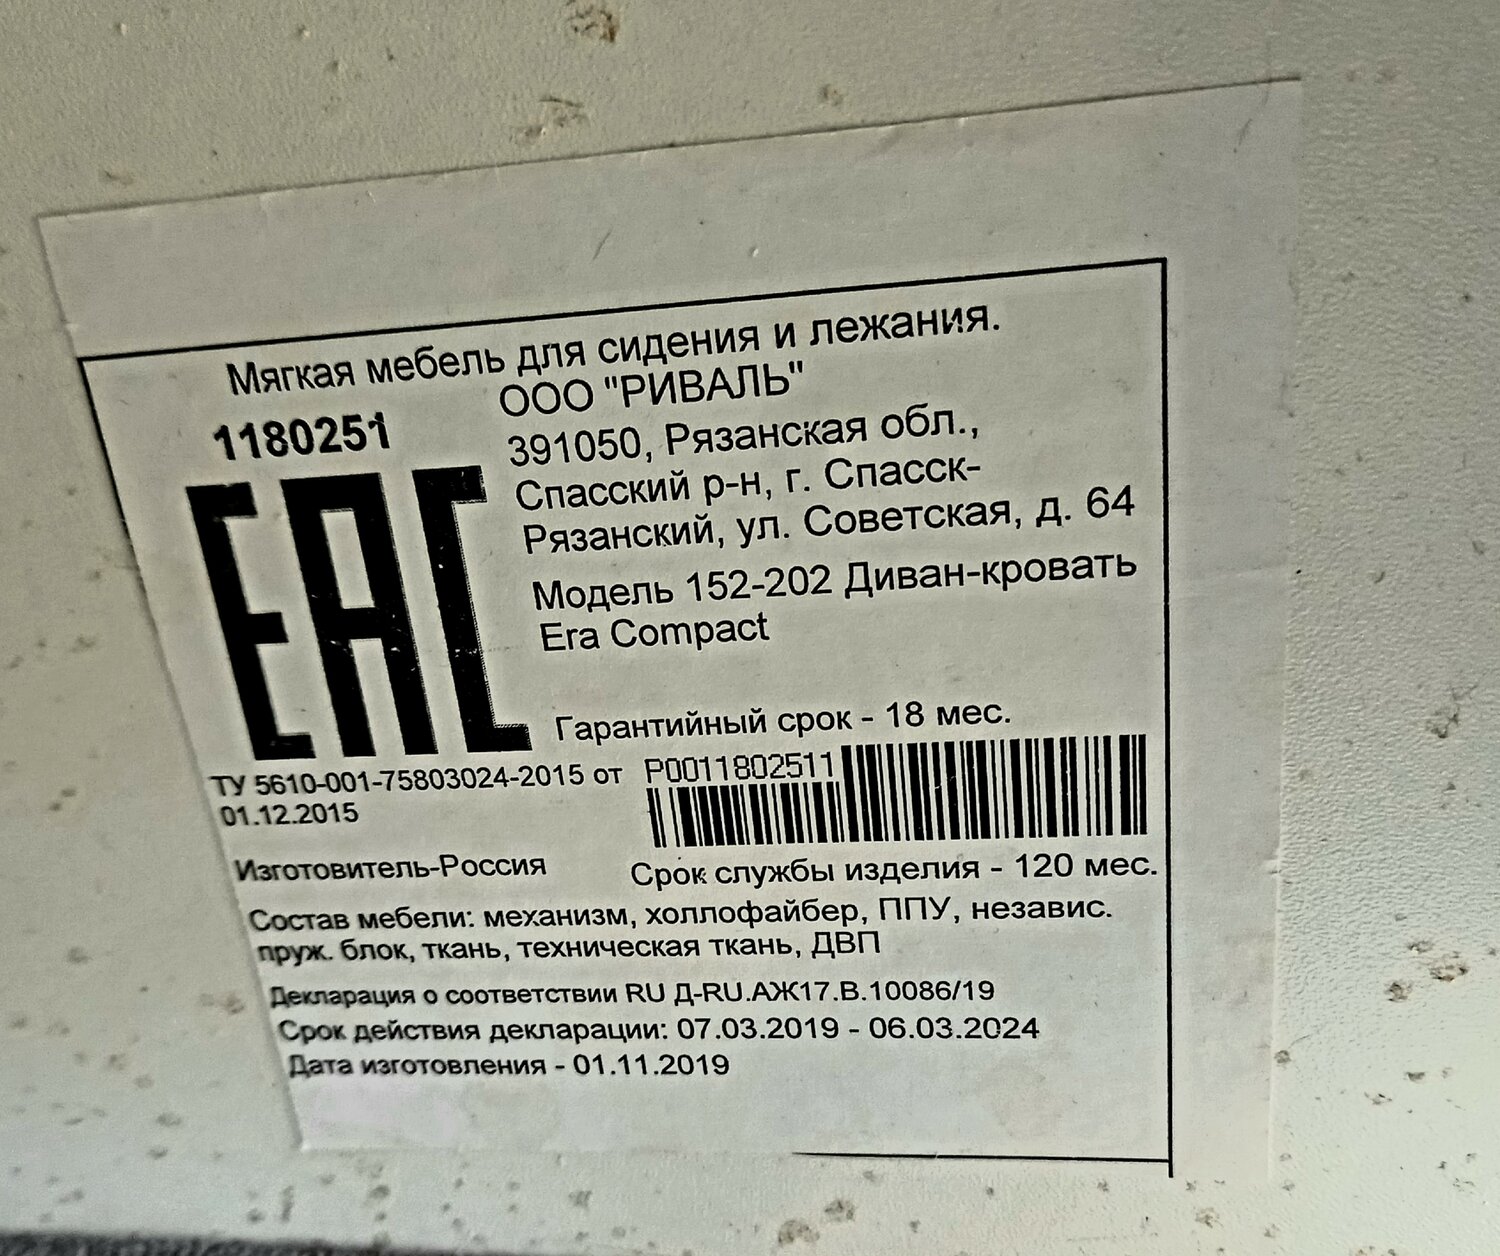 Мягкая мебель для сидения и лежания.
ООО "РИВАЛЬ"
1180251
391050, Рязанская обл.,
Спасский р-н, г. Спасск-
Рязанский, ул. Советская, д. 64
EAC
Модель 152-202 Диван-кровать
Era Compact
Гарантийный срок - 18 мес.
ТУ 5610-001-75803024-2015 от
01.12.2015
P0011802511
Изготовитель-Россия
Срок службы изделия - 120 мес.
Состав мебели: механизм, холлофайбер, ППУ, независ.
пруж. блок, ткань, техническая ткань, ДВП
Декларация о соответствии RU Д-RU.АЖ17.В.10086/19
Срок действия декларации: 07.03.2019 - 06.03.2024
Дата изготовления - 01.11.2019